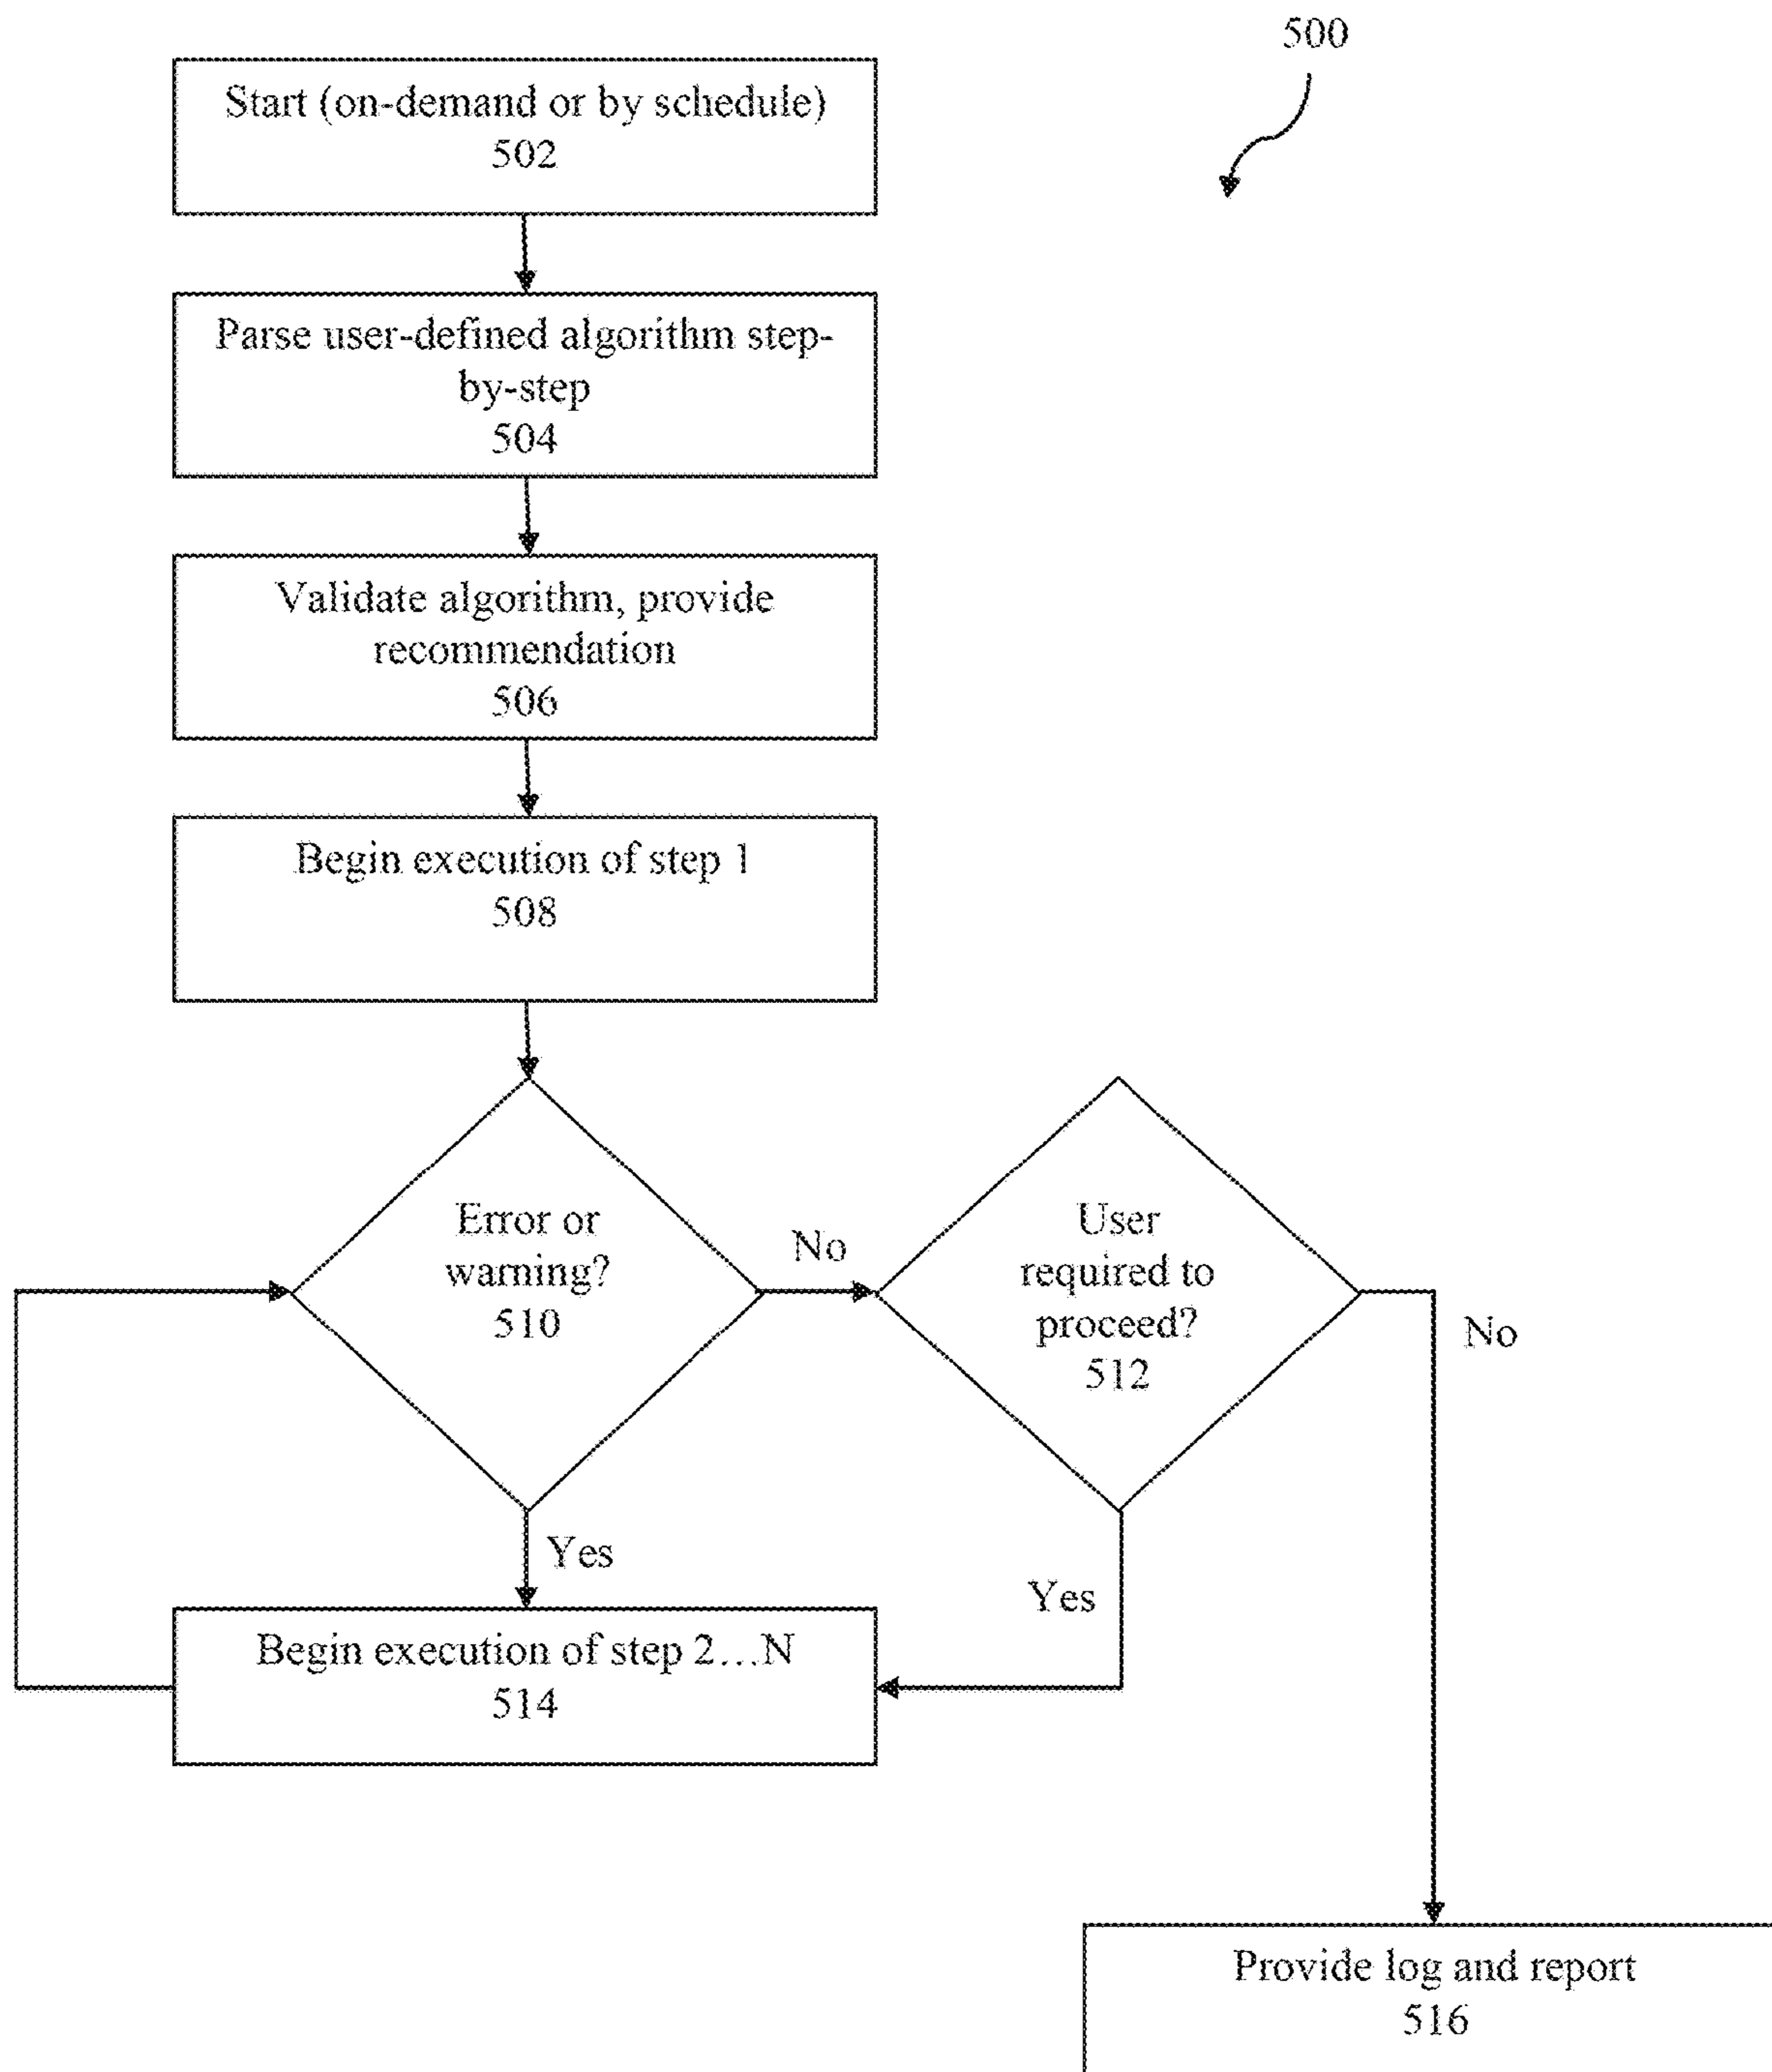 500
Start (on-demand or by schedule)
502
Parse user-defined algorithm step-
by-step
504
Validate algorithm, provide
recommendation
506
Begin execution of step 1
508
Error or
warning?
510
No
User
required to
proceed?
512
No
Yes
Yes
Begin execution of step 2...N
514
Provide log and report
516